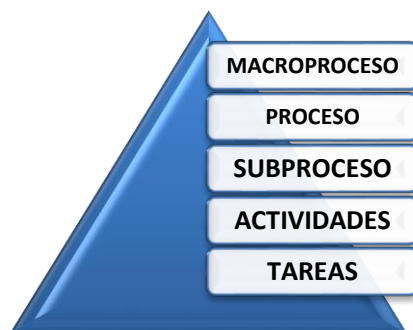 MACROPROCESO
PROCESO
SUBPROCESO
ACTIVIDADES
TAREAS